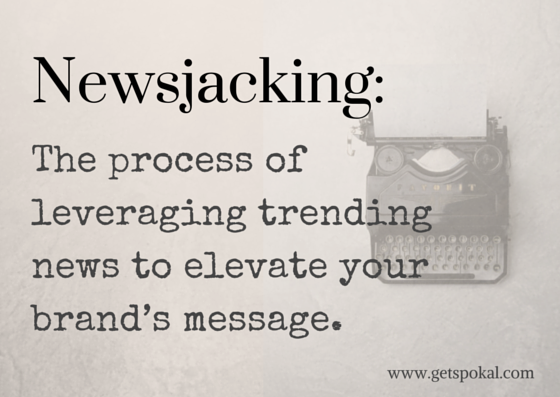 Newsjacking:
The process of
leveraging trending
news to elevate your
brand's message.
www.getspokal.com